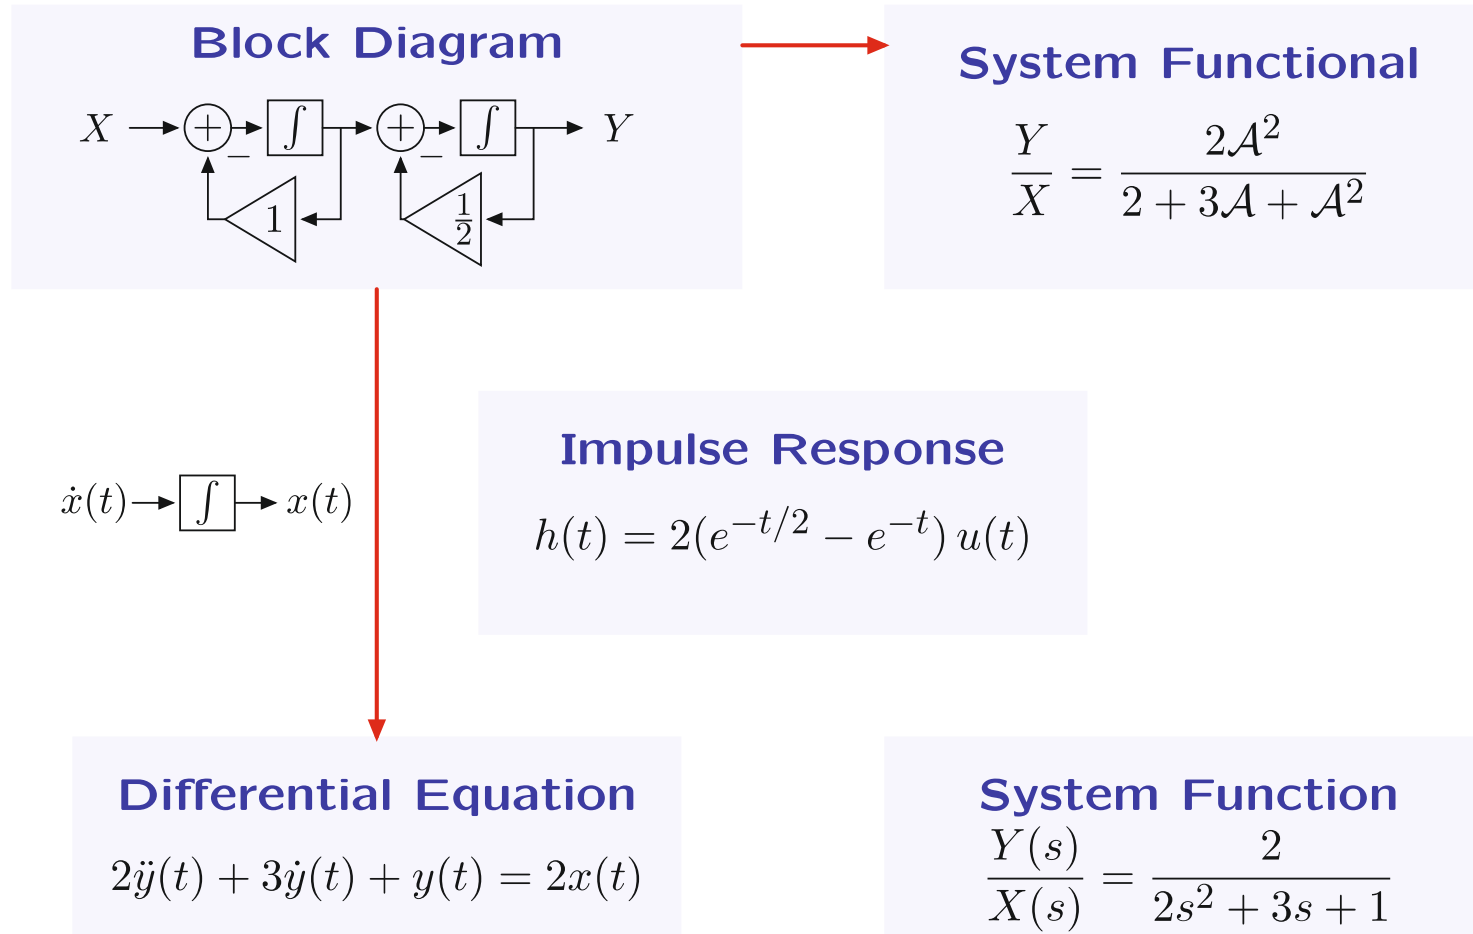 Block Diagram
X + − ∫ + − ∫ Y
1 1/2
System Functional
Y/X = 2𝒜²/(2 + 3𝒜 + 𝒜²)
ẋ(t) ∫ x(t)
Impulse Response
h(t) = 2(e^{−t/2} − e^{−t}) u(t)
Differential Equation
2ÿ(t) + 3ẏ(t) + y(t) = 2x(t)
System Function
Y(s)/X(s) = 2/(2s² + 3s + 1)